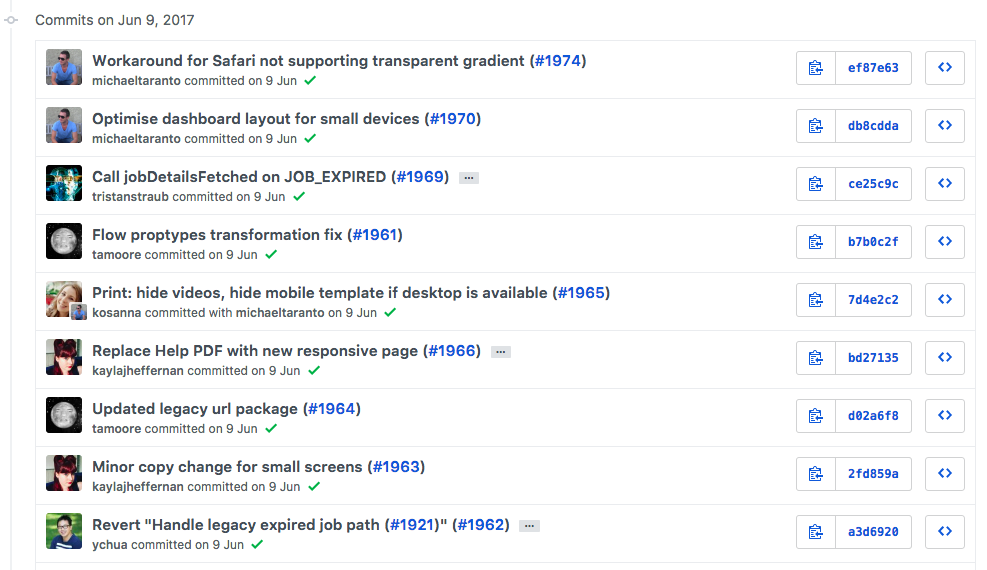 Commits on Jun 9, 2017
Workaround for Safari not supporting transparent gradient (#1974)
michaeltaranto committed on 9 Jun
ef87e63
Optimise dashboard layout for small devices (#1970)
michaeltaranto committed on 9 Jun
db8cdda
Call jobDetailsFetched on JOB_EXPIRED (#1969) ...
tristanstraub committed on 9 Jun
ce25c9c
Flow proptypes transformation fix (#1961)
tamoore committed on 9 Jun
b7b0c2f
Print: hide videos, hide mobile template if desktop is available (#1965)
kosanna committed with michaeltaranto on 9 Jun
7d4e2c2
Replace Help PDF with new responsive page (#1966) ...
kaylajheffernan committed on 9 Jun
bd27135
Updated legacy url package (#1964)
tamoore committed on 9 Jun
d02a6f8
Minor copy change for small screens (#1963)
kaylajheffernan committed on 9 Jun
2fd859a
Revert "Handle legacy expired job path (#1921)" (#1962) ...
ychua committed on 9 Jun
a3d6920